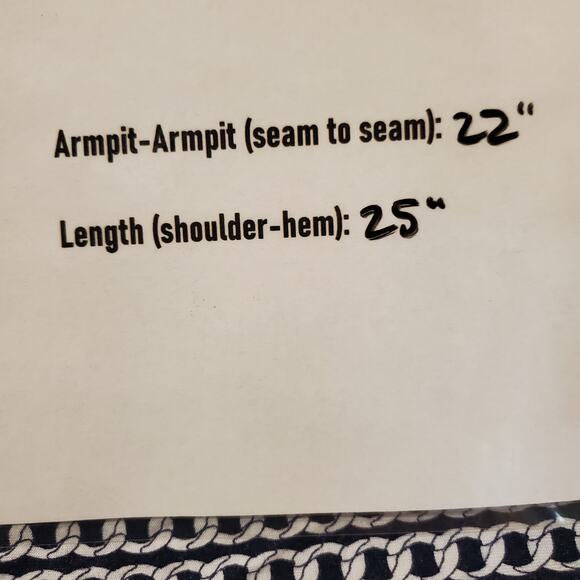 Armpit-Armpit (seam to seam): 22"
Length (shoulder-hem): 25"